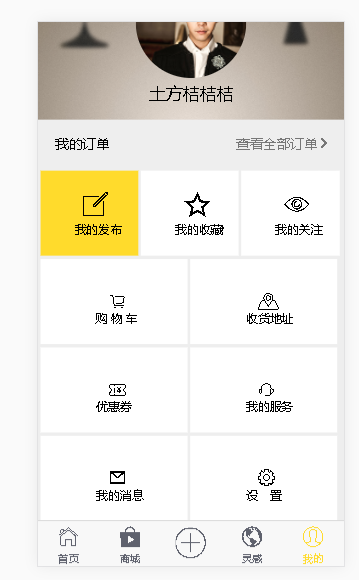 土方桔桔桔
我的订单 查看全部订单
我的发布 我的收藏 我的关注
购物车 收货地址
优惠券 我的服务
我的消息 设 置
首页 商城 灵感 我的